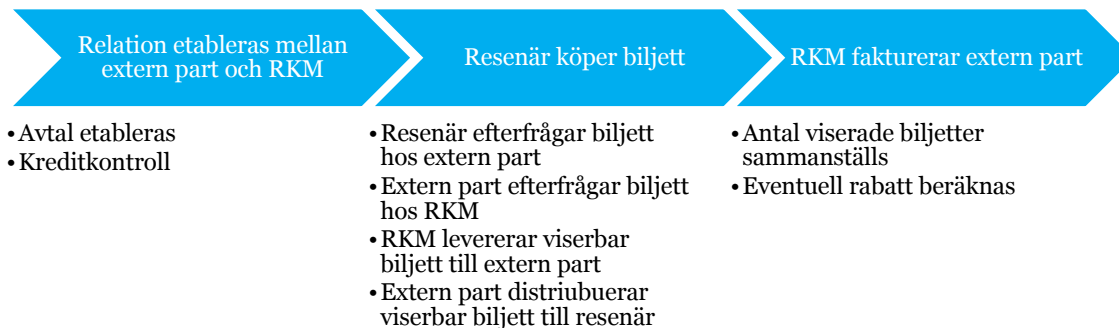 Relation etableras mellan
extern part och RKM
Resenär köper biljett
RKM fakturerar extern part
•Avtal etableras
•Kreditkontroll
•Resenär efterfrågar biljett
hos extern part
•Extern part efterfrågar biljett
hos RKM
•RKM levererar viserbar
biljett till extern part
•Extern part distriubuerar
viserbar biljett till resenär
•Antal viserade biljetter
sammanställs
•Eventuell rabatt beräknas